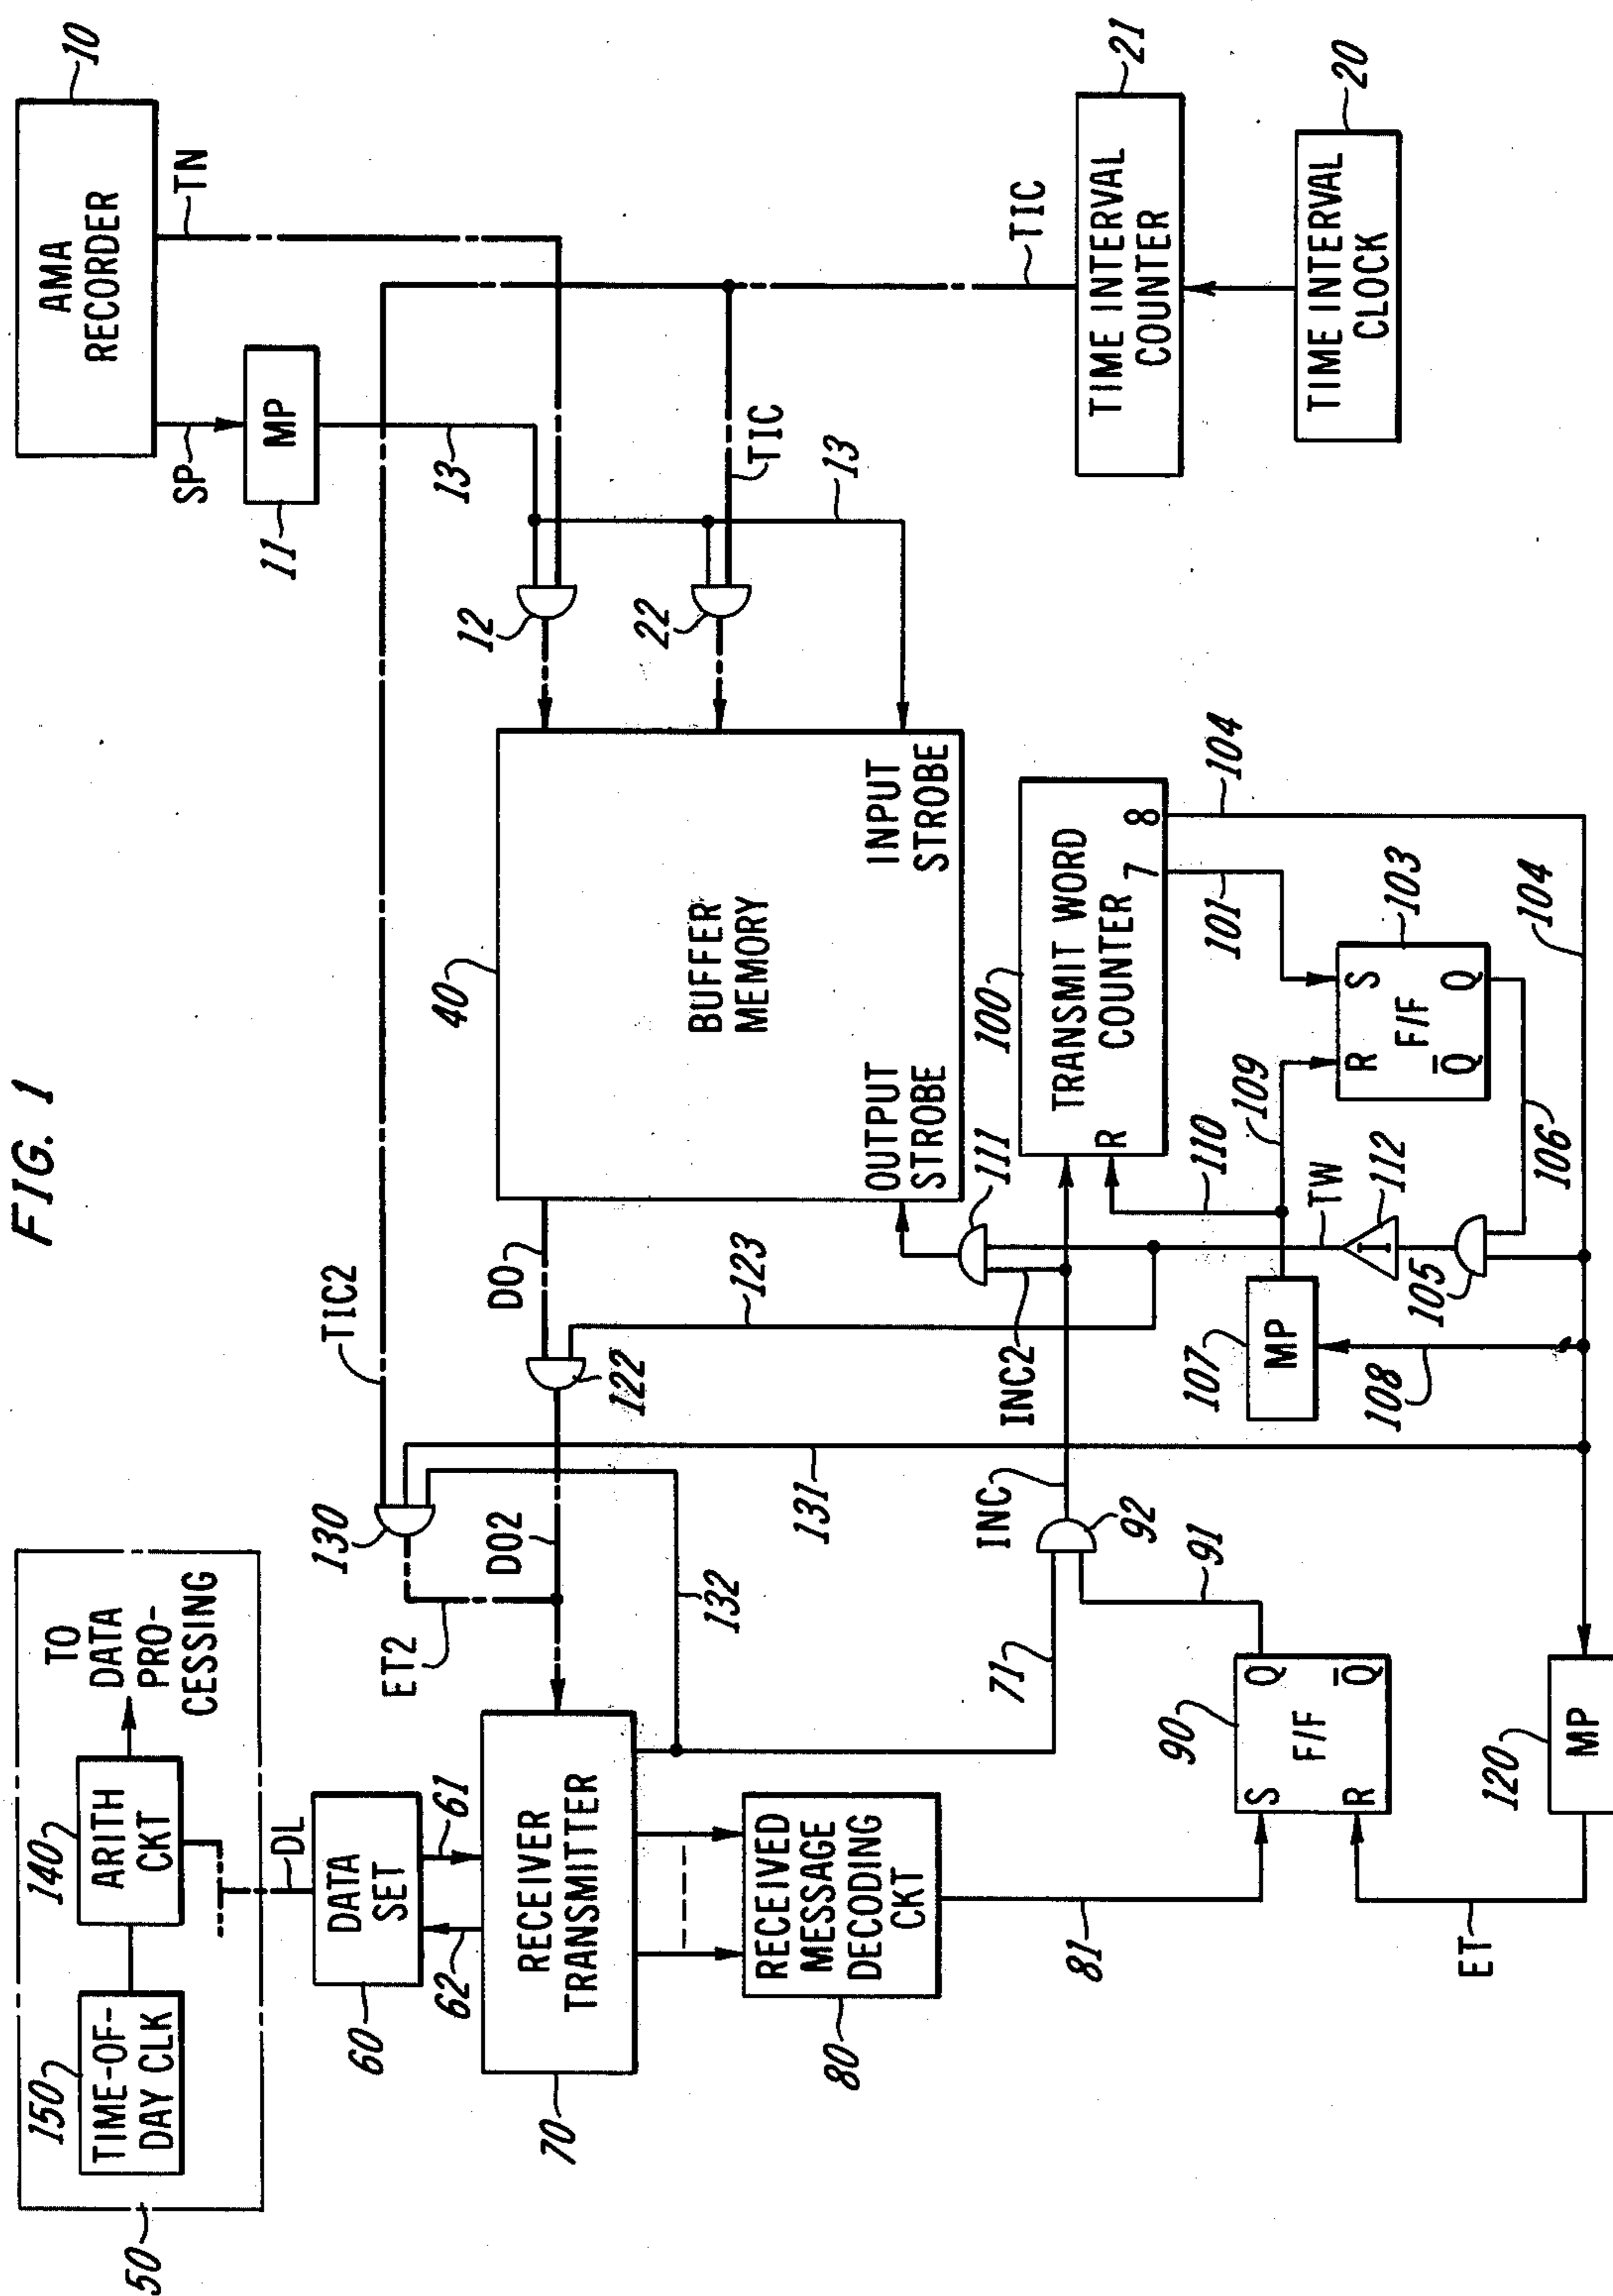 FIG. 1
50
150
TIME-OF-
DAY CLK
140
ARITH
CKT
TO
DATA
PRO-
CESSING
DL
60
DATA
SET
61
62
70
RECEIVER
TRANSMITTER
80
RECEIVED
MESSAGE
DECODING
CKT
81
71
132
ET2
DO2
130
TIC2
131
122
DO
123
90
S
Q
F/F
R
Q̅
91
92
INC
INC2
120
MP
ET
40
BUFFER
MEMORY
OUTPUT
STROBE
INPUT
STROBE
111
100
TRANSMIT WORD
COUNTER
R
7
8
104
101
103
R
S
F/F
Q̅
Q
109
110
107
MP
108
TW
112
105
106
104
12
22
13
13
11
MP
SP
AMA
RECORDER
10
TN
TIC
TIC
TIME INTERVAL
COUNTER
21
TIME INTERVAL
CLOCK
20